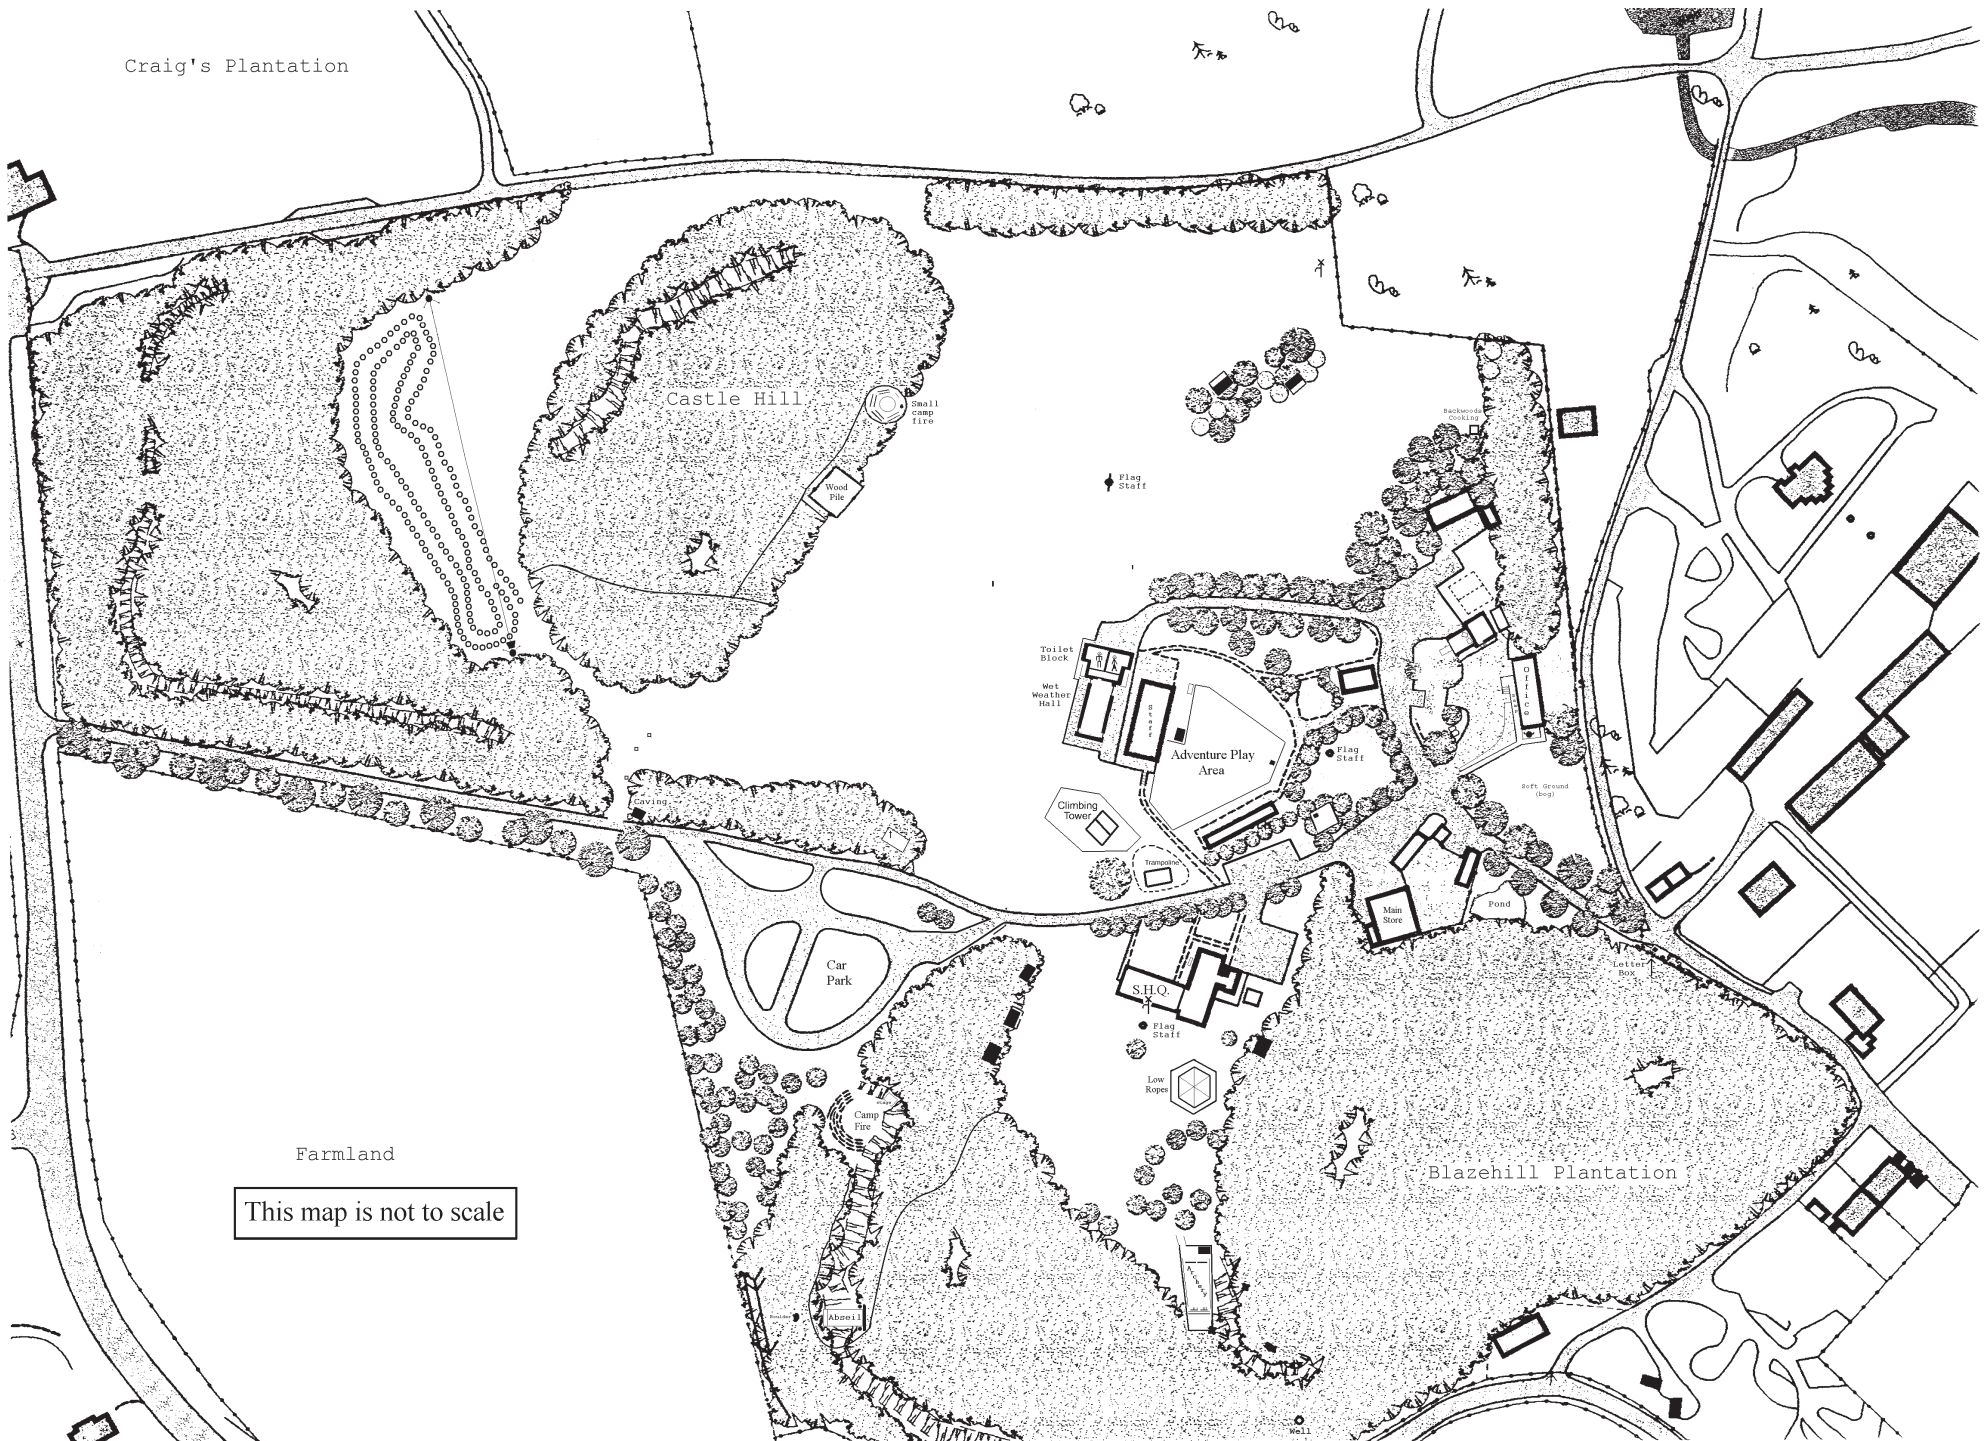 Craig's Plantation
Castle Hill
Small
camp
fire
Backwoods
Cooking
Wood
Pile
Flag
Staff
Toilet
Block
Wet
Weather
Hall
Staff
Office
Adventure Play
Area
Flag
Staff
Soft Ground
(bog)
Caving
Climbing
Tower
Trampoline
Main
Store
Pond
Car
Park
Letter
Box
S.H.Q.
Flag
Staff
Low
Ropes
Stage
Camp
Fire
Farmland
Blazehill Plantation
This map is not to scale
Boulder
Abseil
Well